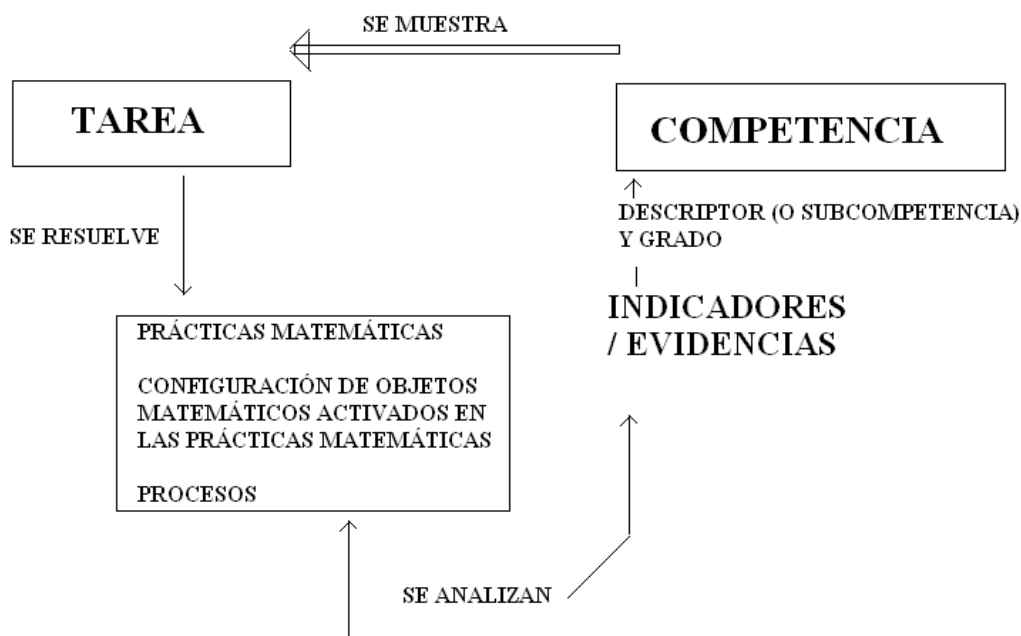 SE MUESTRA
TAREA
COMPETENCIA
DESCRIPTOR (O SUBCOMPETENCIA)
Y GRADO
SE RESUELVE
INDICADORES
/ EVIDENCIAS
PRÁCTICAS MATEMÁTICAS
CONFIGURACIÓN DE OBJETOS
MATEMÁTICOS ACTIVADOS EN
LAS PRÁCTICAS MATEMÁTICAS
PROCESOS
SE ANALIZAN